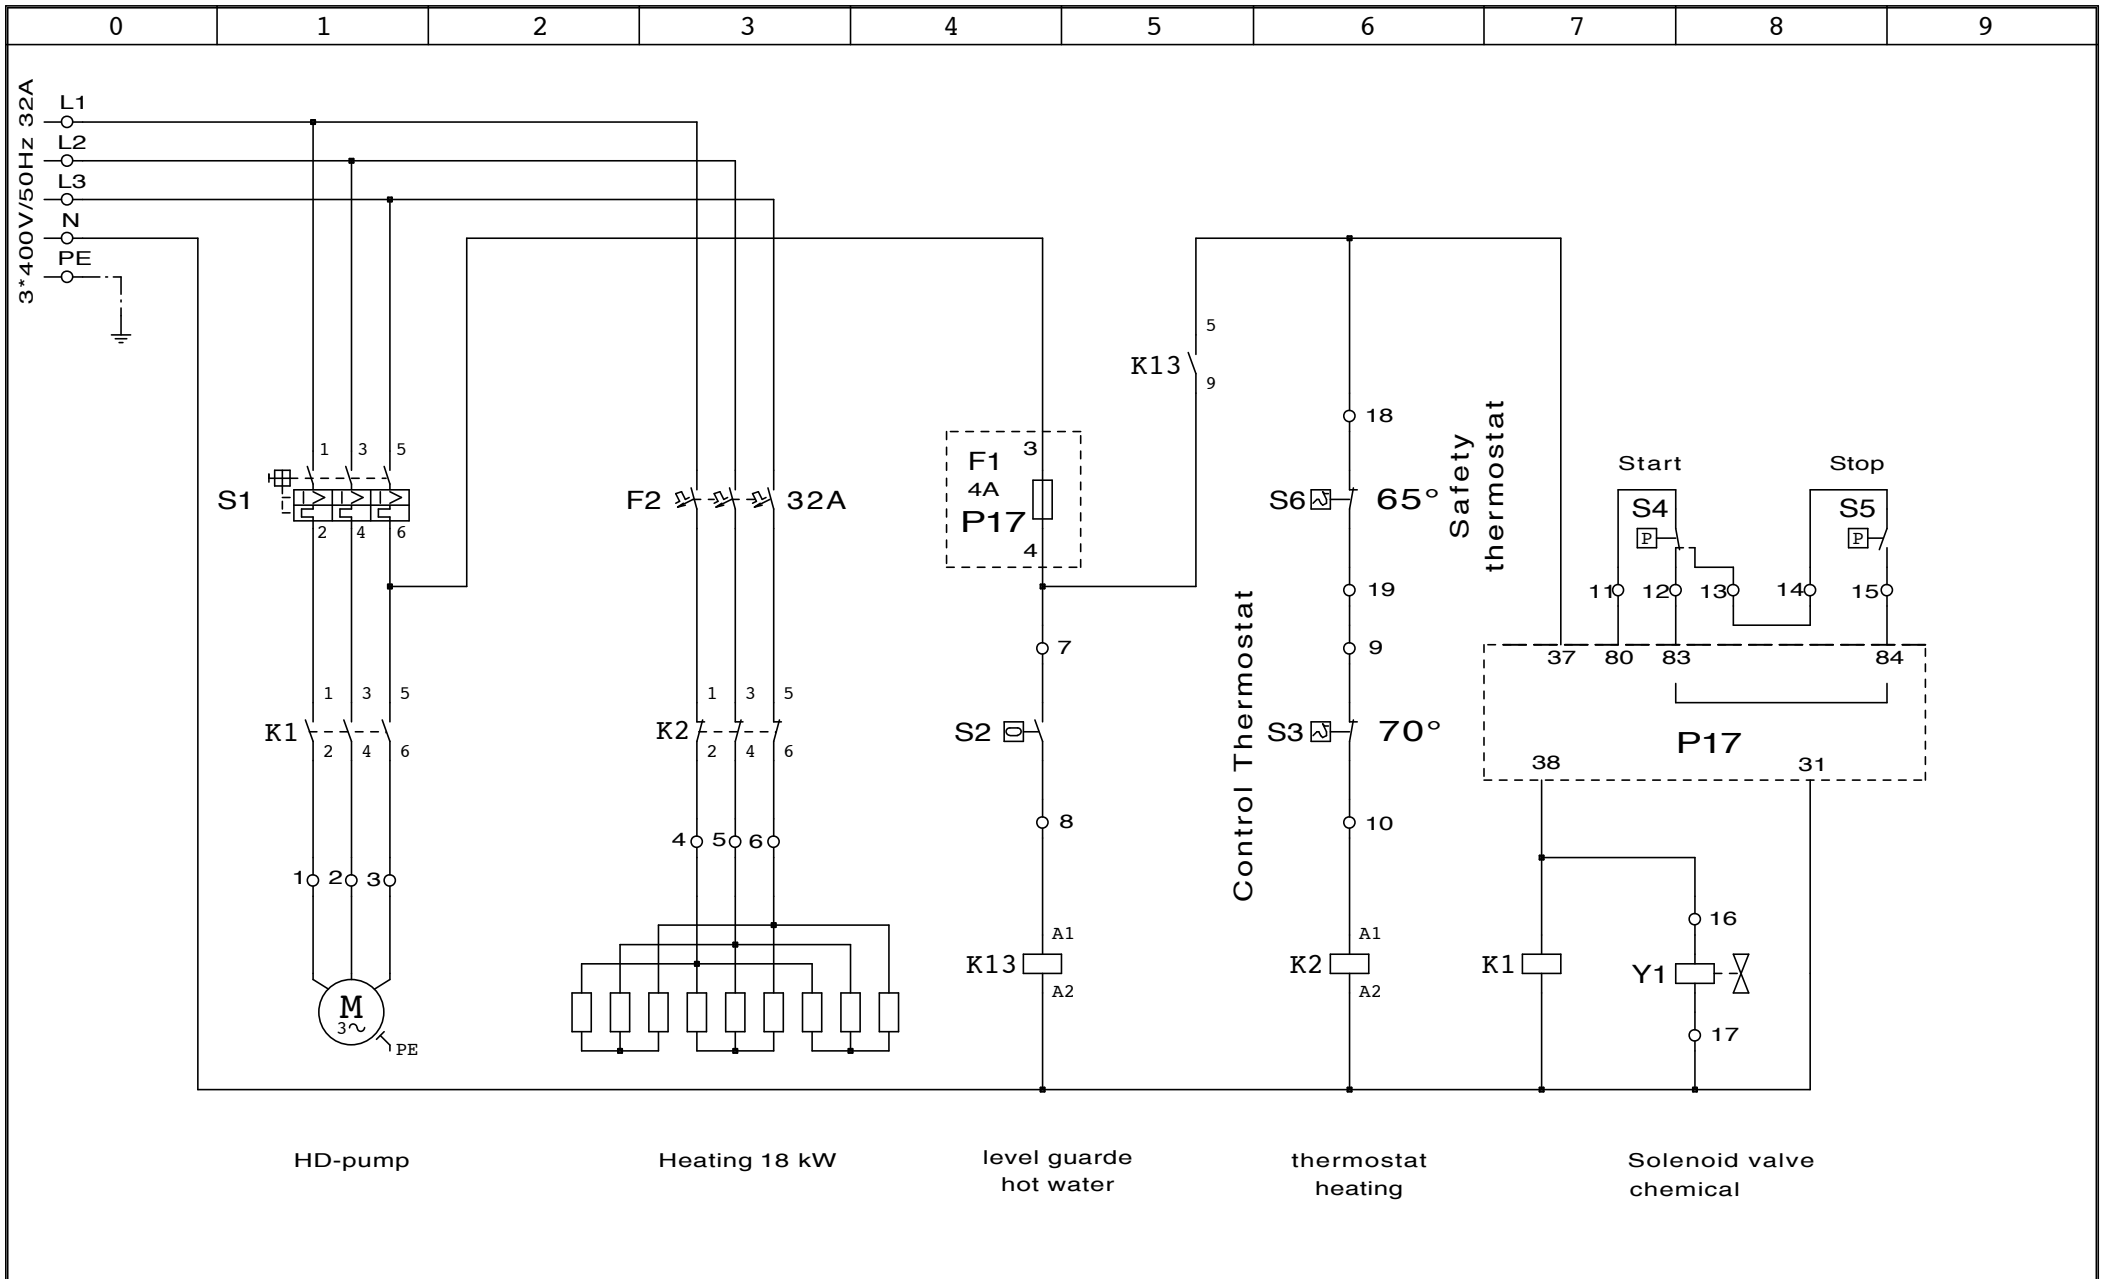 0 1 2 3 4 5 6 7 8 9
3*400V/50Hz 32A
L1
L2
L3
N
PE
5
K13
9
18
1 3 5
S1
2 4 6
F2 32A
3
F1
4A
P17
4
S6 65°
Safety
thermostat
Start Stop
S4 S5
P P
19
11 12 13 14 15
7
9
Control Thermostat
37 80 83 84
1 3 5
K1
2 4 6
1 3 5
K2
2 4 6
S2
S3 70°
P17
38 31
4 5 6
8
10
1 2 3
16
A1
K13
A2
A1
K2
A2
K1
Y1
17
M
3~
PE
HD-pump
Heating 18 kW
level guarde
hot water
thermostat
heating
Solenoid valve
chemical